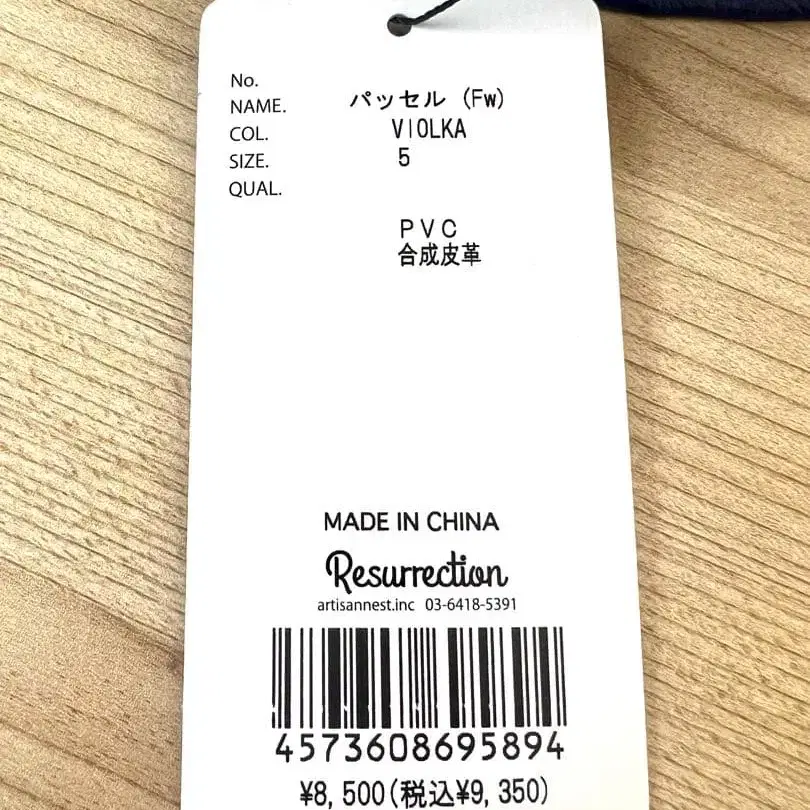 No.
NAME. パッセル (Fw)
COL. VIOLKA
SIZE. 5
QUAL.
PVC
合成皮革
MADE IN CHINA
Resurrection
artisannest.inc 03-6418-5391
4573608695894
¥8,500(税込¥9,350)